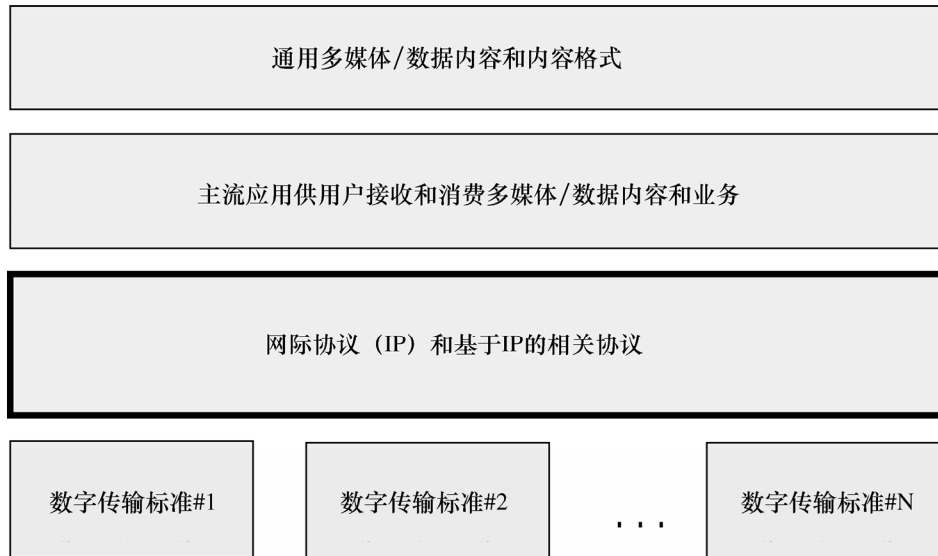 通用多媒体/数据内容和内容格式
主流应用供用户接收和消费多媒体/数据内容和业务
网际协议（IP）和基于IP的相关协议
数字传输标准#1 数字传输标准#2 ... 数字传输标准#N